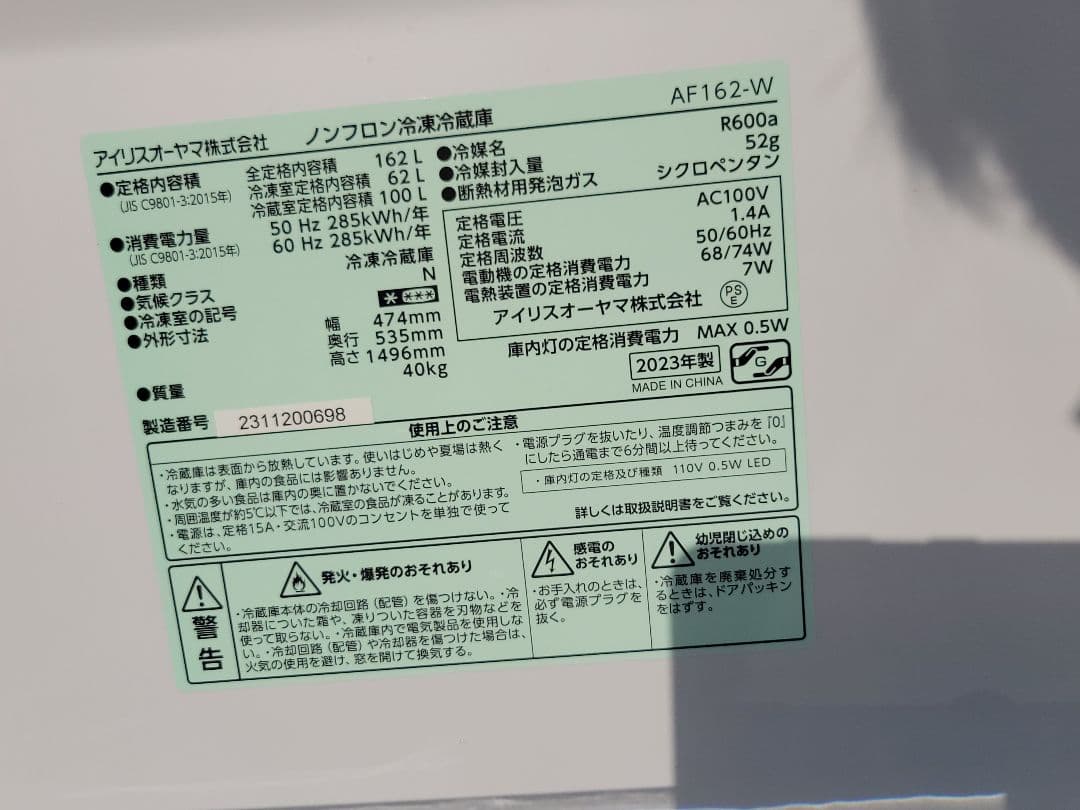 アイリスオーヤマ株式会社 ノンフロン冷凍冷蔵庫 AF162-W
●定格内容積
(JIS C9801-3:2015年)
全定格内容積 162 L
冷凍室定格内容積 62 L
冷蔵室定格内容積 100 L
●消費電力量
(JIS C9801-3:2015年)
50 Hz 285kWh/年
60 Hz 285kWh/年
●種類 冷凍冷蔵庫
●気候クラス N
●冷凍室の記号 * ***
●外形寸法 幅 474mm
奥行 535mm
高さ 1496mm
●質量 40kg
製造番号 2311200698
●冷媒名 R600a
●冷媒封入量 52g
●断熱材用発泡ガス シクロペンタン
定格電圧 AC100V
定格電流 1.4A
定格周波数 50/60Hz
電動機の定格消費電力 68/74W
電熱装置の定格消費電力 7W
アイリスオーヤマ株式会社 PS E
庫内灯の定格消費電力 MAX 0.5W
2023年製
MADE IN CHINA
G
使用上のご注意
・冷蔵庫は表面から放熱しています。使いはじめや夏場は熱く
なりますが、庫内の食品には影響ありません。
・水気の多い食品は庫内の奥に置かないでください。
・周囲温度が約5℃以下では、冷蔵室の食品が凍ることがあります。
・電源は、定格15A・交流100Vのコンセントを単独で使って
ください。
・電源プラグを抜いたり、温度調節つまみを『0』
にしたら通電まで6分間以上待ってください。
・庫内灯の定格及び種類 110V 0.5W LED
詳しくは取扱説明書をご覧ください。
警告
発火・爆発のおそれあり
・冷蔵庫本体の冷却回路(配管)を傷つけない。・冷
却器についた霜や、凍りついた容器を刃物などを
使って取らない。・冷蔵庫内で電気製品を使用しな
い。・冷却回路(配管)や冷却器を傷つけた場合は、
火気の使用を避け、窓を開けて換気する。
感電の
おそれあり
・お手入れのときは、
必ず電源プラグを
抜く。
幼児閉じ込めの
おそれあり
・冷蔵庫を廃棄処分す
るときは、ドアパッキン
をはずす。